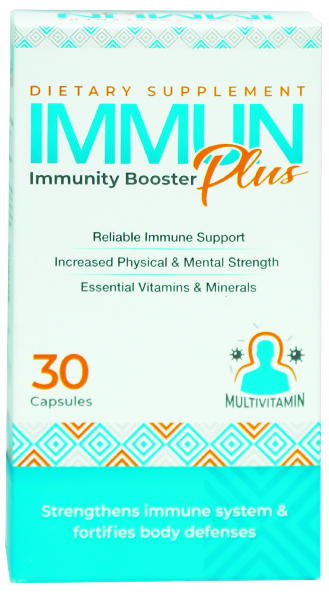 DIETARY SUPPLEMENT
IMMUN
Immunity Booster Plus
Reliable Immune Support
Increased Physical & Mental Strength
Essential Vitamins & Minerals
30
Capsules
MULTIVITAMIN
Strengthens immune system &
fortifies body defenses